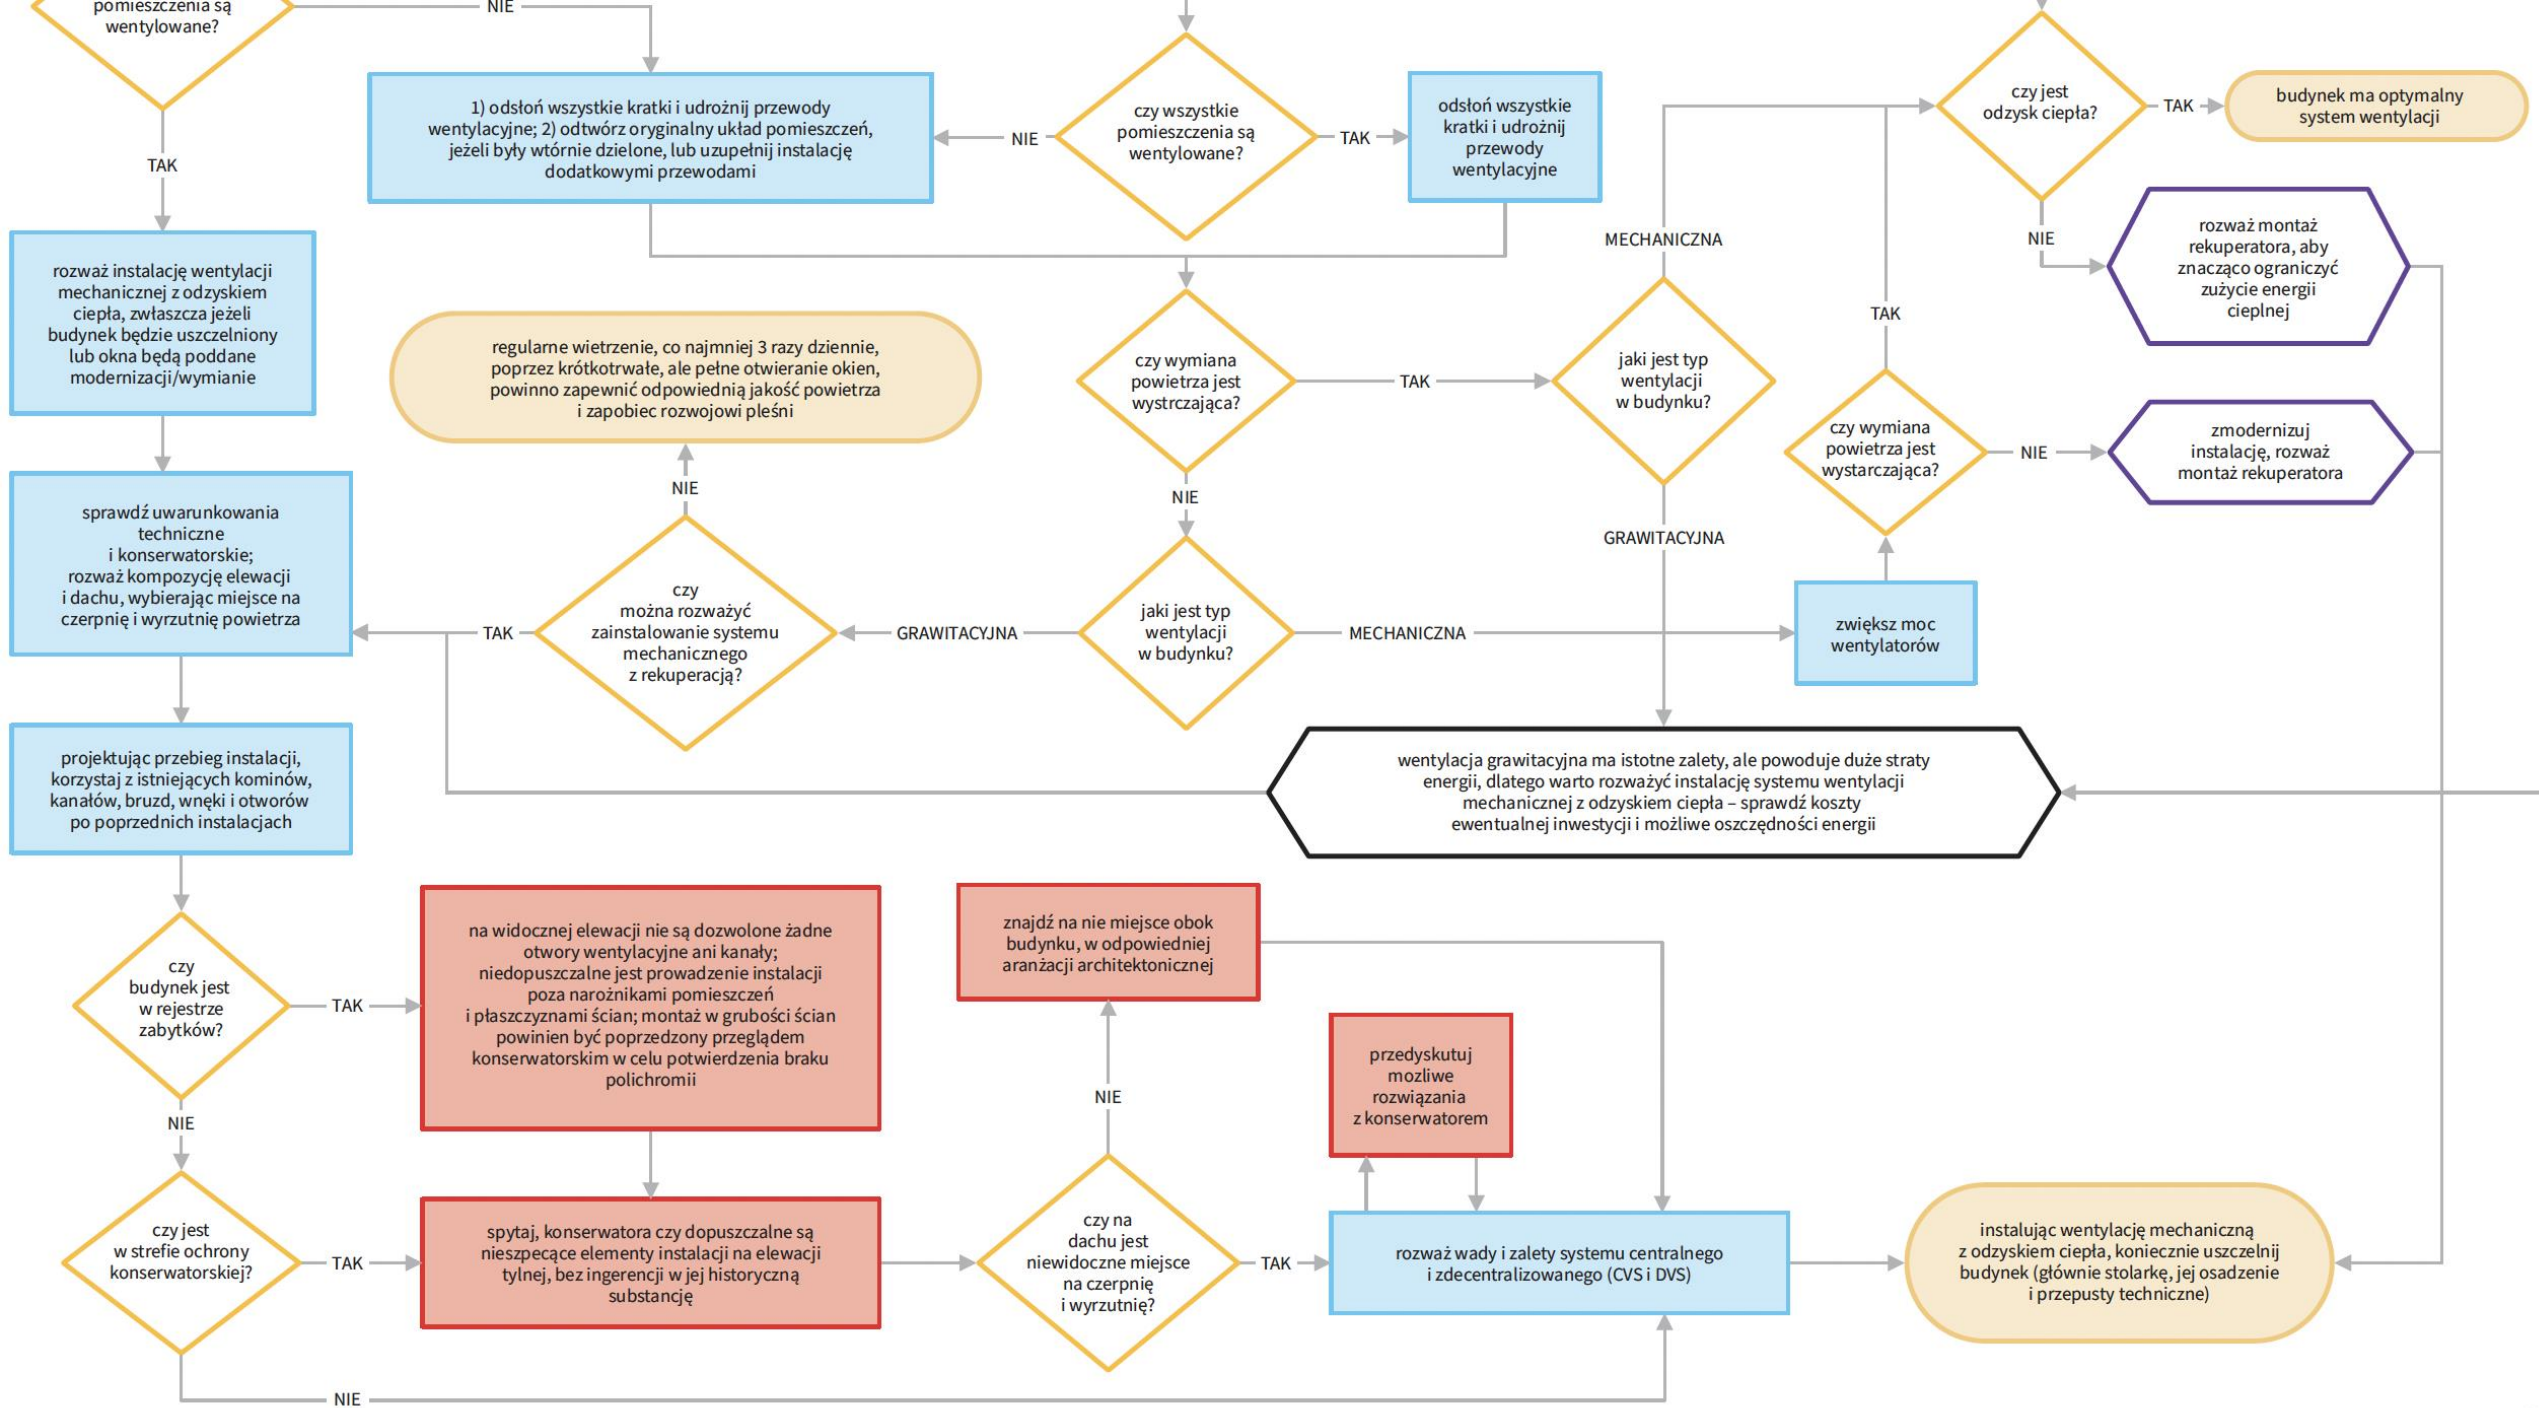 pomieszczenia są
wentylowane?
NIE
TAK
1) odsłoń wszystkie kratki i udrożnij przewody
wentylacyjne; 2) odtwórz oryginalny układ pomieszczeń,
jeżeli były wtórnie dzielone, lub uzupełnij instalację
dodatkowymi przewodami
NIE
czy wszystkie
pomieszczenia są
wentylowane?
TAK
odsłoń wszystkie
kratki i udrożnij
przewody
wentylacyjne
czy jest
odzysk ciepła?
TAK
budynek ma optymalny
system wentylacji
NIE
rozważ montaż
rekuperatora, aby
znacząco ograniczyć
zużycie energii
cieplnej
MECHANICZNA
TAK
rozważ instalację wentylacji
mechanicznej z odzyskiem
ciepła, zwłaszcza jeżeli
budynek będzie uszczelniony
lub okna będą poddane
modernizacji/wymianie
regularne wietrzenie, co najmniej 3 razy dziennie,
poprzez krótkotrwałe, ale pełne otwieranie okien,
powinno zapewnić odpowiednią jakość powietrza
i zapobiec rozwojowi pleśni
czy wymiana
powietrza jest
wystrczająca?
TAK
jaki jest typ
wentylacji
w budynku?
czy wymiana
powietrza jest
wystarczająca?
NIE
zmodernizuj
instalację, rozważ
montaż rekuperatora
NIE
NIE
GRAWITACYJNA
sprawdź uwarunkowania
techniczne
i konserwatorskie;
rozważ kompozycję elewacji
i dachu, wybierając miejsce na
czerpnię i wyrzutnię powietrza
TAK
czy
można rozważyć
zainstalowanie systemu
mechanicznego
z rekuperacją?
GRAWITACYJNA
jaki jest typ
wentylacji
w budynku?
MECHANICZNA
zwiększ moc
wentylatorów
projektując przebieg instalacji,
korzystaj z istniejących kominów,
kanałów, bruzd, wnęki i otworów
po poprzednich instalacjach
wentylacja grawitacyjna ma istotne zalety, ale powoduje duże straty
energii, dlatego warto rozważyć instalację systemu wentylacji
mechanicznej z odzyskiem ciepła – sprawdź koszty
ewentualnej inwestycji i możliwe oszczędności energii
czy
budynek jest
w rejestrze
zabytków?
TAK
na widocznej elewacji nie są dozwolone żadne
otwory wentylacyjne ani kanały;
niedopuszczalne jest prowadzenie instalacji
poza narożnikami pomieszczeń
i płaszczyznami ścian; montaż w grubości ścian
powinien być poprzedzony przeglądem
konserwatorskim w celu potwierdzenia braku
polichromii
znajdź na nie miejsce obok
budynku, w odpowiedniej
aranżacji architektonicznej
przedyskutuj
mozliwe
rozwiązania
z konserwatorem
NIE
NIE
czy jest
w strefie ochrony
konserwatorskiej?
TAK
spytaj, konserwatora czy dopuszczalne są
nieszpecące elementy instalacji na elewacji
tylnej, bez ingerencji w jej historyczną
substancję
czy na
dachu jest
niewidoczne miejsce
na czerpnię
i wyrzutnię?
TAK
rozważ wady i zalety systemu centralnego
i zdecentralizowanego (CVS i DVS)
instalując wentylację mechaniczną
z odzyskiem ciepła, koniecznie uszczelnij
budynek (głównie stolarkę, jej osadzenie
i przepusty techniczne)
NIE